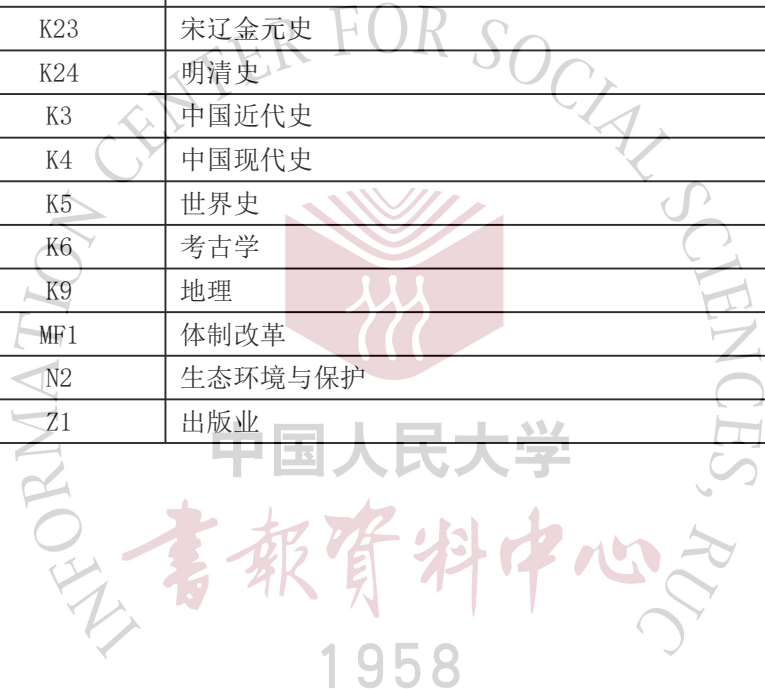 K23 宋辽金元史
K24 明清史
K3 中国近代史
K4 中国现代史
K5 世界史
K6 考古学
K9 地理
MF1 体制改革
N2 生态环境与保护
Z1 出版业
INFORMATION CENTER FOR SOCIAL SCIENCES, RUC
中国人民大学
書報資料中心
1958